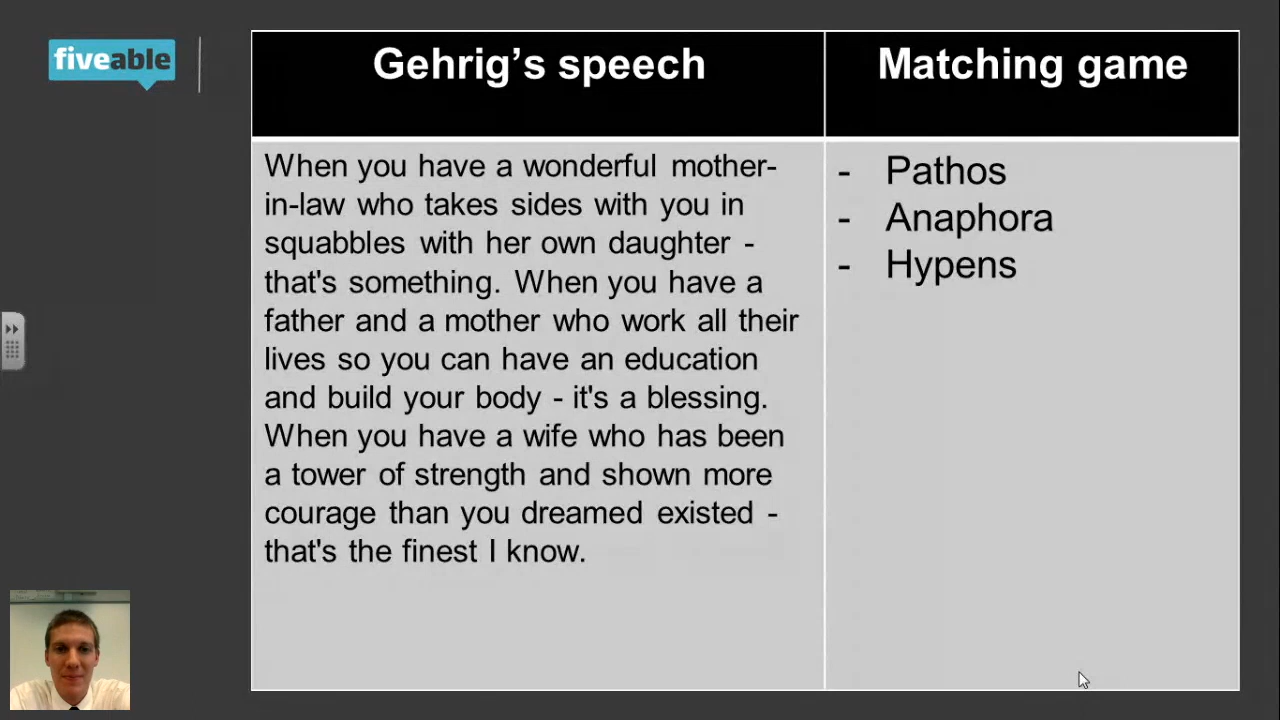 fiveable
Gehrig's speech
Matching game
When you have a wonderful mother-
in-law who takes sides with you in
squabbles with her own daughter -
that's something. When you have a
father and a mother who work all their
lives so you can have an education
and build your body - it's a blessing.
When you have a wife who has been
a tower of strength and shown more
courage than you dreamed existed -
that's the finest I know.
- Pathos
- Anaphora
- Hypens